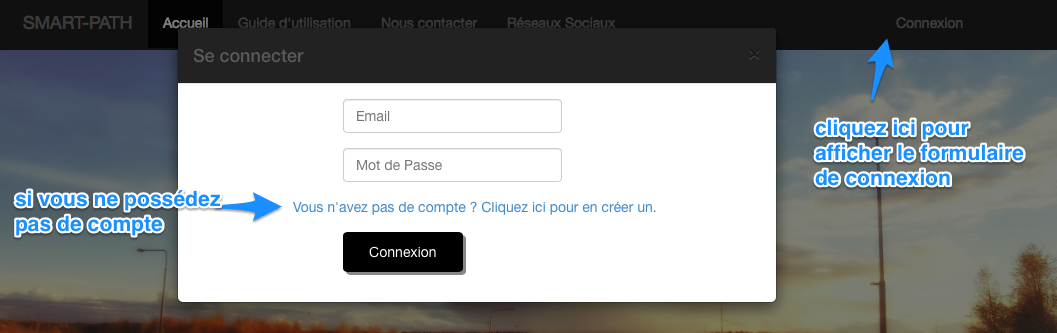 SMART-PATH Accueil Guide d'utilisation Nous contacter Réseaux Sociaux Connexion
Se connecter ×
Email
Mot de Passe
Vous n'avez pas de compte ? Cliquez ici pour en créer un.
Connexion
cliquez ici pour
afficher le formulaire
de connexion
si vous ne possédez
pas de compte